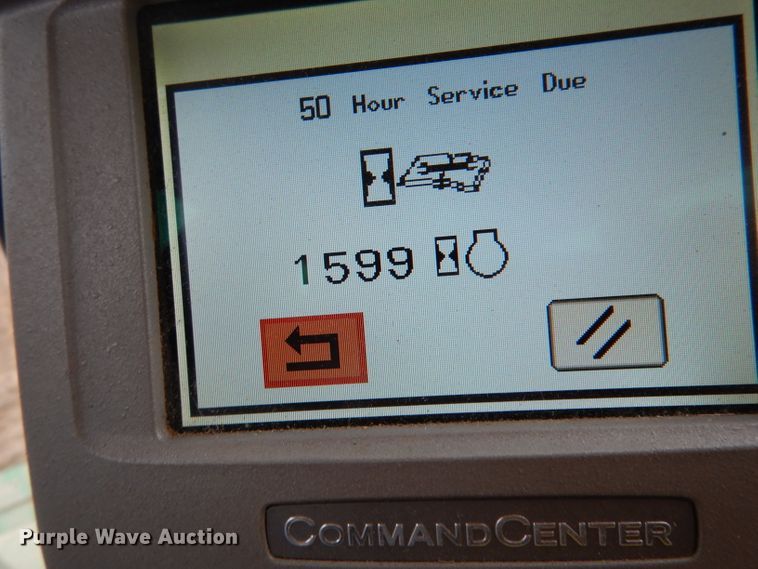 50 Hour Service Due
1599
COMMANDCENTER
Purple Wave Auction